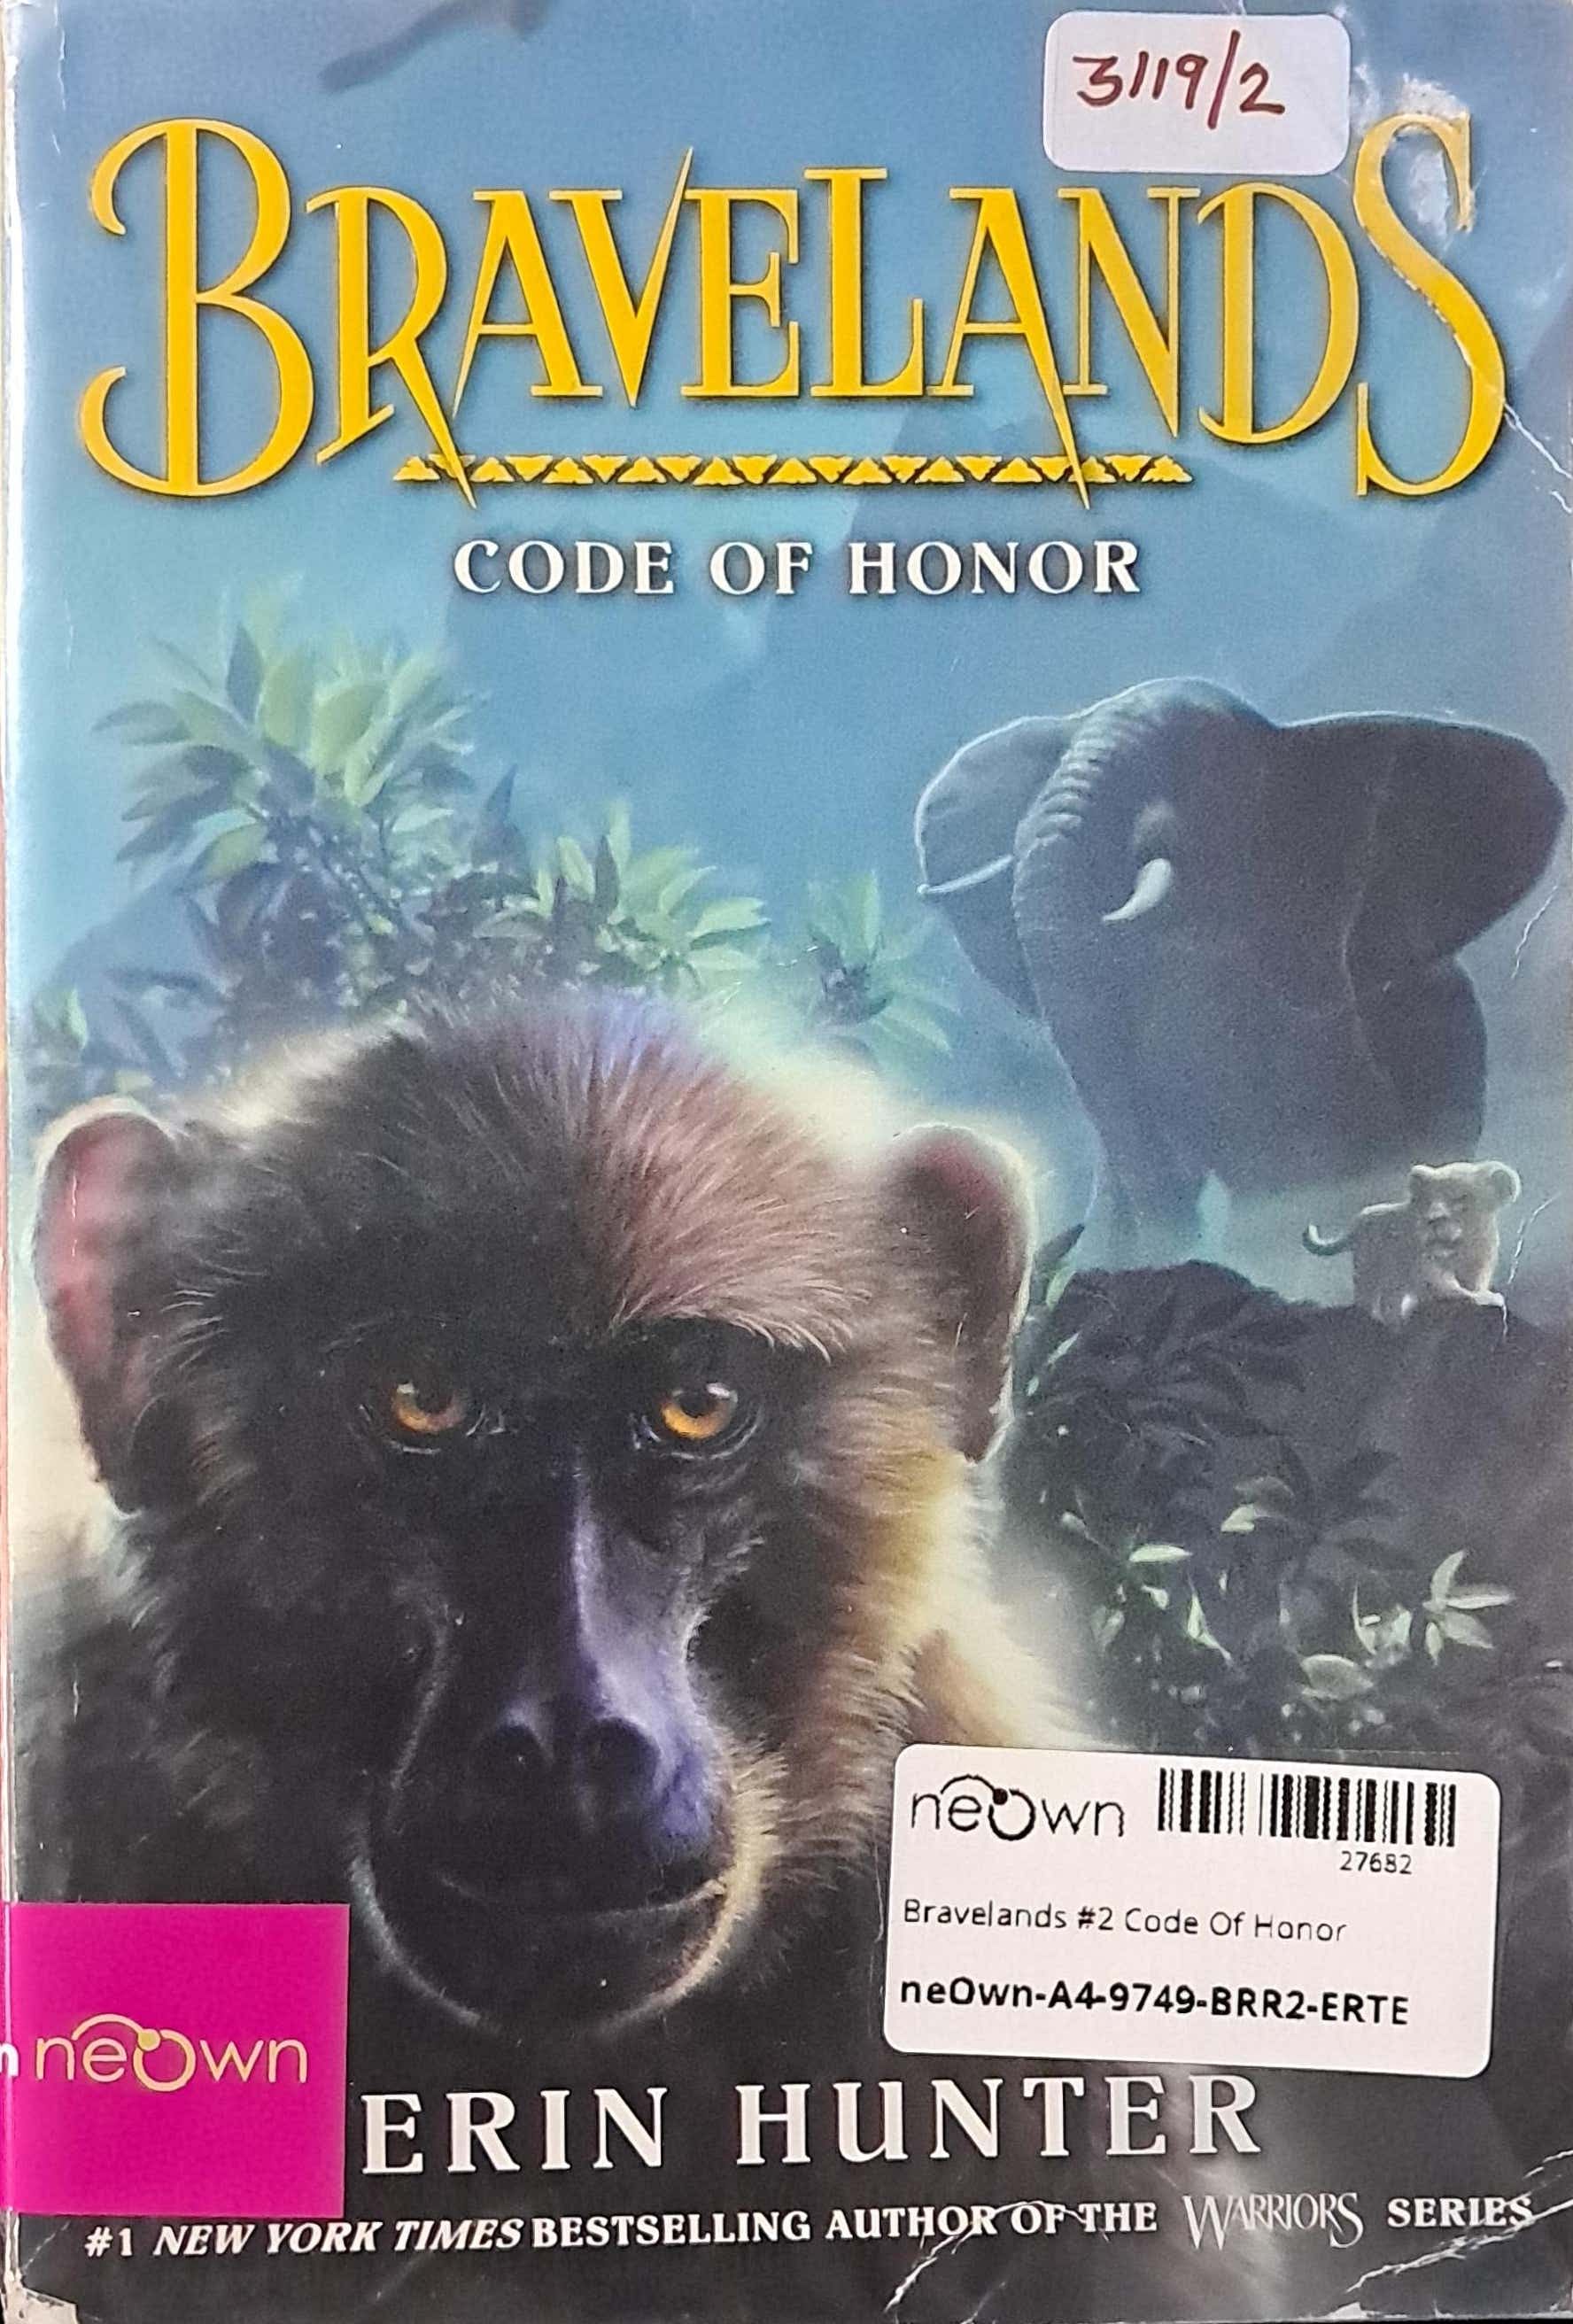 3119/2
BRAVELANDS
CODE OF HONOR
neOwn
27682
Bravelands #2 Code Of Honor
neOwn-A4-9749-BRR2-ERTE
neOwn
ERIN HUNTER
#1 NEW YORK TIMES BESTSELLING AUTHOR OF THE WARRIORS SERIES